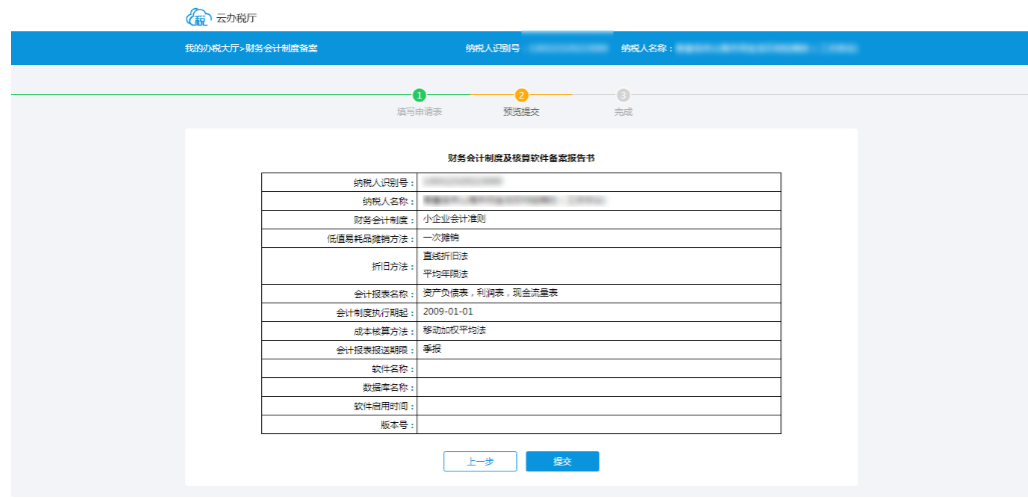 税 云办税厅
我的办税大厅>财务会计制度备案 纳税人识别号 纳税人名称：
1 2 3
填写申请表 预览提交 完成
财务会计制度及核算软件备案报告书
纳税人识别号：
纳税人名称：
财务会计制度： 小企业会计准则
低值易耗品摊销方法： 一次摊销
折旧方法： 直线折旧法
平均年限法
会计报表名称： 资产负债表，利润表，现金流量表
会计制度执行期起： 2009-01-01
成本核算方法： 移动加权平均法
会计报表报送期限： 季报
软件名称：
数据库名称：
软件启用时间：
版本号：
上一步 提交